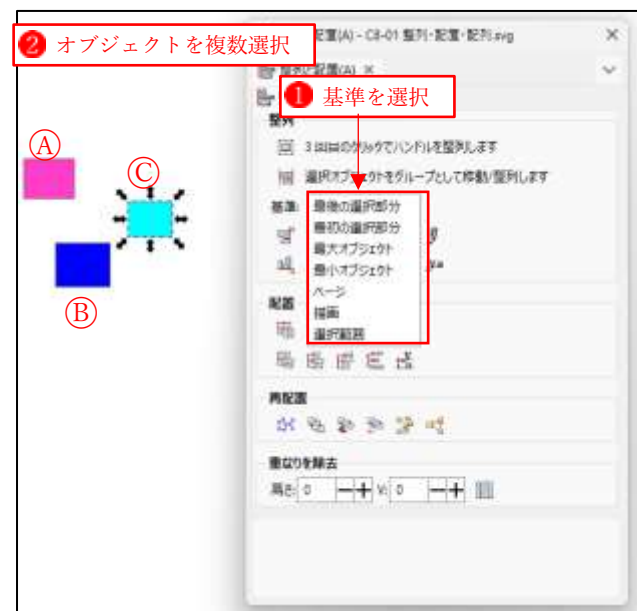 配置(A) - C8-01 整列・配置・配列.svg
❷ オブジェクトを複数選択
整列と配置(A)
❶ 基準を選択
整列
3 回目のクリックでハンドルを整列します
選択オブジェクトをグループとして移動/整列します
基準:
最後の選択部分
最初の選択部分
最大オブジェクト
最小オブジェクト
ページ
描画
選択範囲
Ⓐ
Ⓒ
Ⓑ
配置
再配置
重なりを除去
高さ: 0 V: 0